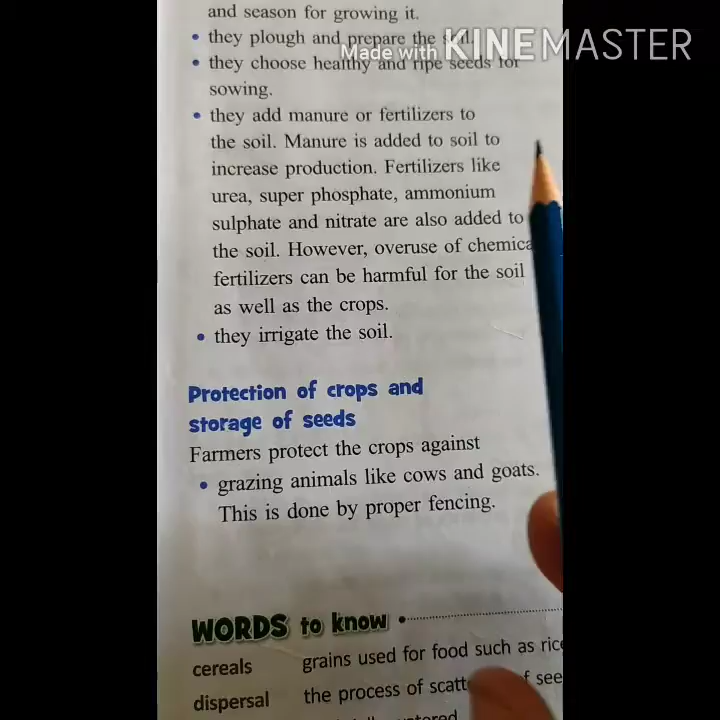 and season for growing it.
• they plough and prepare the soil.
Made with KINEMASTER
• they choose healthy and ripe seeds for
sowing.
• they add manure or fertilizers to
the soil. Manure is added to soil to
increase production. Fertilizers like
urea, super phosphate, ammonium
sulphate and nitrate are also added to
the soil. However, overuse of chemica
fertilizers can be harmful for the soil
as well as the crops.
• they irrigate the soil.
Protection of crops and
storage of seeds
Farmers protect the crops against
• grazing animals like cows and goats.
This is done by proper fencing.
WORDS to know
cereals grains used for food such as rice
dispersal the process of scatt f see